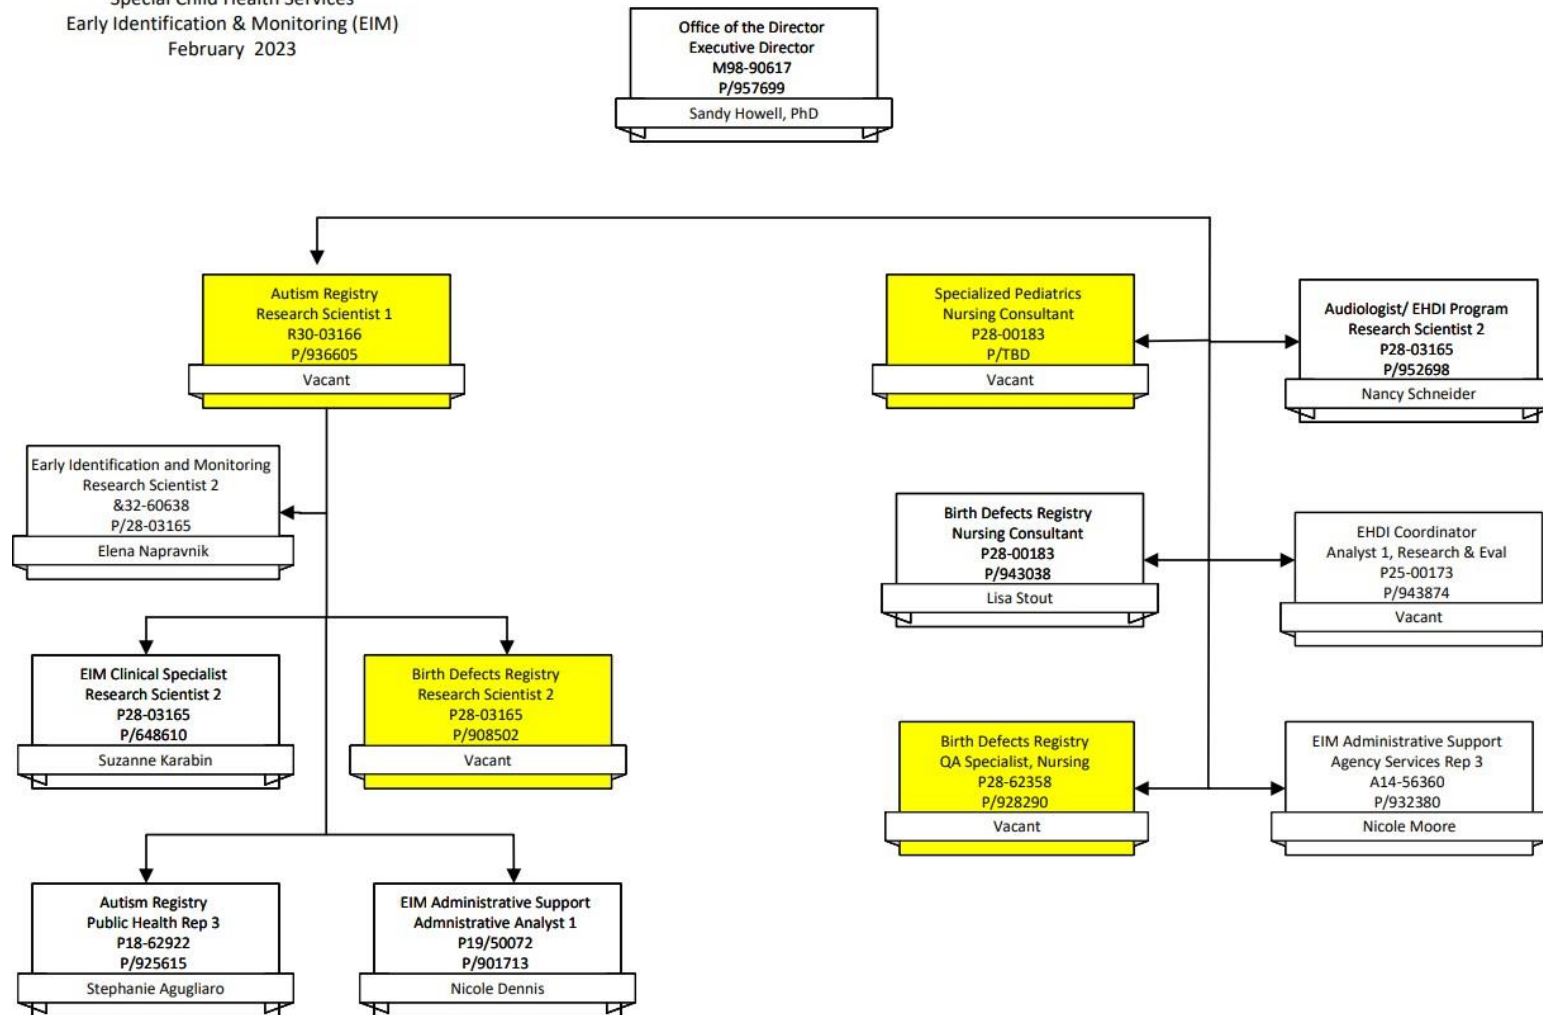 Special Child Health Services
Early Identification & Monitoring (EIM)
February 2023
Office of the Director
Executive Director
M98-90617
P/957699
Sandy Howell, PhD
Autism Registry
Research Scientist 1
R30-03166
P/936605
Vacant
Specialized Pediatrics
Nursing Consultant
P28-00183
P/TBD
Vacant
Audiologist/ EHDI Program
Research Scientist 2
P28-03165
P/952698
Nancy Schneider
Early Identification and Monitoring
Research Scientist 2
&32-60638
P/28-03165
Elena Napravnik
Birth Defects Registry
Nursing Consultant
P28-00183
P/943038
Lisa Stout
EHDI Coordinator
Analyst 1, Research & Eval
P25-00173
P/943874
Vacant
EIM Clinical Specialist
Research Scientist 2
P28-03165
P/648610
Suzanne Karabin
Birth Defects Registry
Research Scientist 2
P28-03165
P/908502
Vacant
Birth Defects Registry
QA Specialist, Nursing
P28-62358
P/928290
Vacant
EIM Administrative Support
Agency Services Rep 3
A14-56360
P/932380
Nicole Moore
Autism Registry
Public Health Rep 3
P18-62922
P/925615
Stephanie Agugliaro
EIM Administrative Support
Admnistrative Analyst 1
P19/50072
P/901713
Nicole Dennis